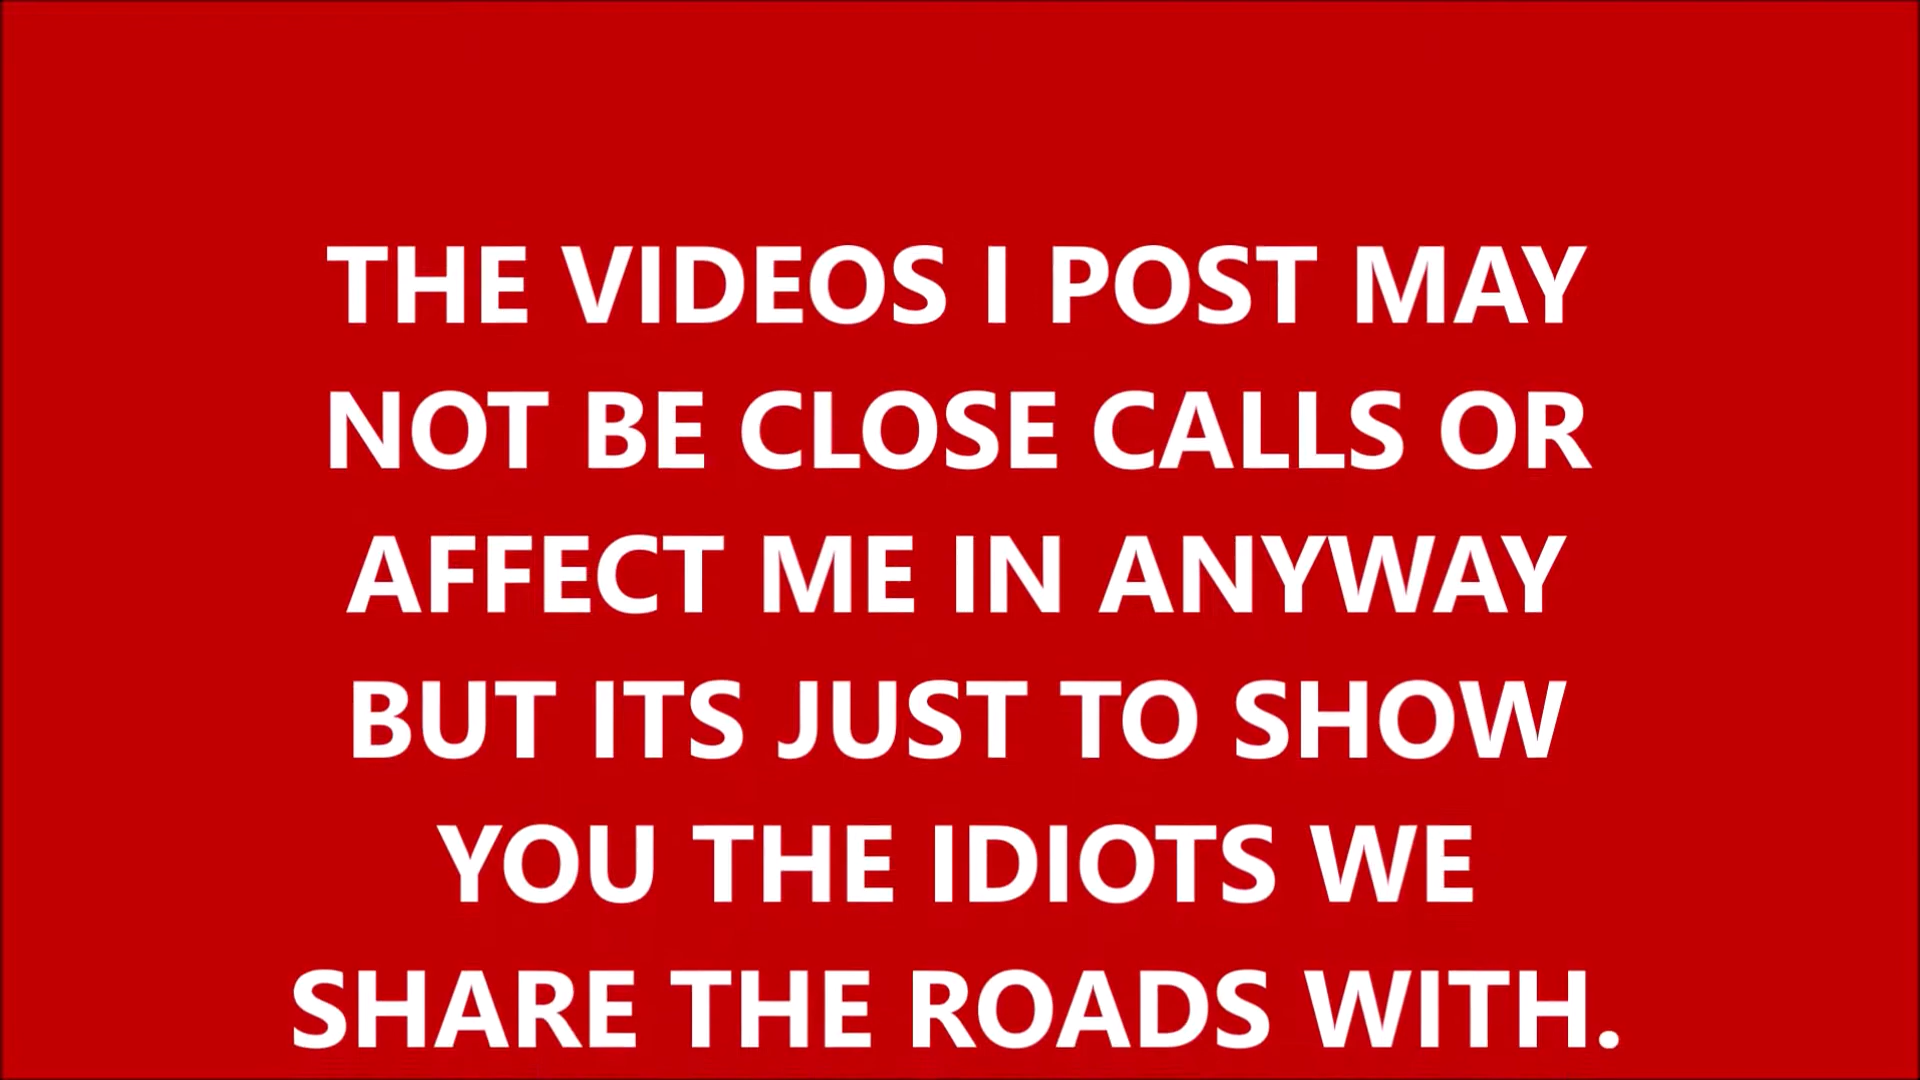 THE VIDEOS I POST MAY
NOT BE CLOSE CALLS OR
AFFECT ME IN ANYWAY
BUT ITS JUST TO SHOW
YOU THE IDIOTS WE
SHARE THE ROADS WITH.